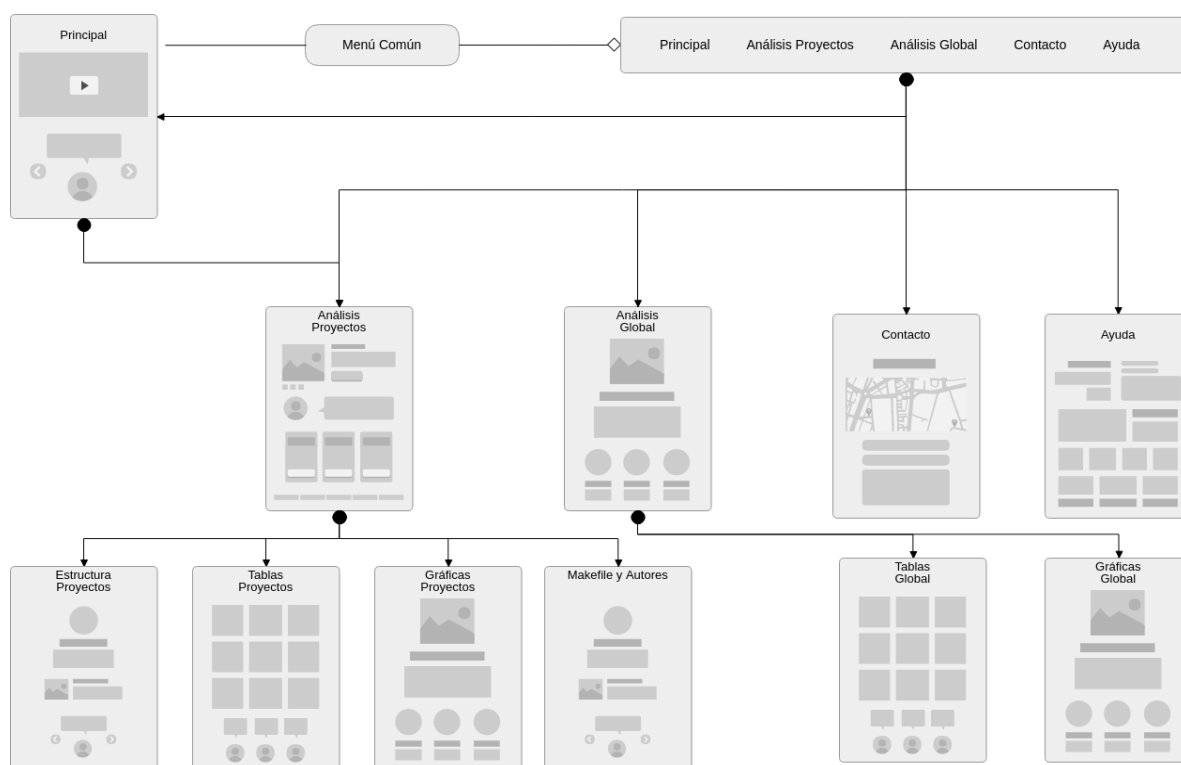 Principal
Menú Común
Principal Análisis Proyectos Análisis Global Contacto Ayuda
Análisis
Proyectos
Análisis
Global
Contacto
Ayuda
Estructura
Proyectos
Tablas
Proyectos
Gráficas
Proyectos
Makefile y Autores
Tablas
Global
Gráficas
Global